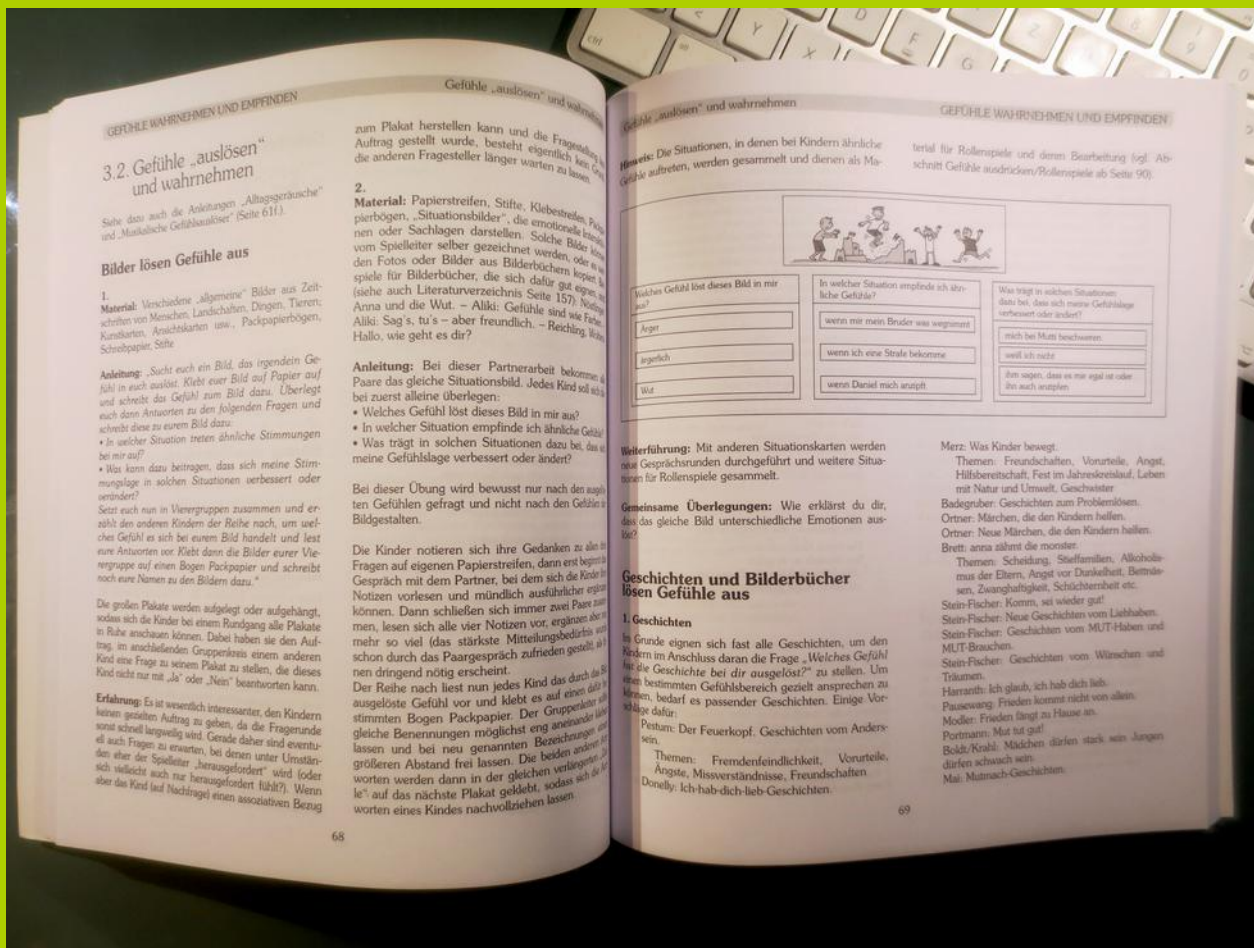 GEFÜHLE WAHRNEHMEN UND EMPFINDEN
3.2. Gefühle „auslösen"
und wahrnehmen
Siehe dazu auch die Anleitungen „Alltagsgeräusche"
und „Musikalische Gefühlsauslöser" (Seite 61f.).
Bilder lösen Gefühle aus
1.
Material: Verschiedene „allgemeine" Bilder aus Zeit-
schriften von Menschen, Landschaften, Dingen, Tieren;
Kunstkarten, Ansichtskarten usw., Packpapierbögen,
Schreibpapier, Stifte
Anleitung: „Sucht euch ein Bild, das irgendein Ge-
fühl in euch auslöst. Klebt euer Bild auf Papier auf
und schreibt das Gefühl zum Bild dazu. Überlegt
euch dann Antworten zu den folgenden Fragen und
schreibt diese zu eurem Bild dazu:
• In welcher Situation treten ähnliche Stimmungen
bei mir auf?
• Was kann dazu beitragen, dass sich meine Stim-
mungslage in solchen Situationen verbessert oder
verändert?
Setzt euch nun in Vierergruppen zusammen und er-
zählt den anderen Kindern der Reihe nach, um wel-
ches Gefühl es sich bei eurem Bild handelt und lest
eure Antworten vor. Klebt dann die Bilder eurer Vie-
rergruppe auf einen Bogen Packpapier und schreibt
noch eure Namen zu den Bildern dazu."
Die großen Plakate werden aufgelegt oder aufgehängt,
sodass sich die Kinder bei einem Rundgang alle Plakate
in Ruhe anschauen können. Dabei haben sie den Auf-
trag, im anschließenden Gruppenkreis einem anderen
Kind eine Frage zu seinem Plakat zu stellen, die dieses
Kind nicht nur mit „Ja" oder „Nein" beantworten kann.
Erfahrung: Es ist wesentlich interessanter, den Kindern
keinen gezielten Auftrag zu geben, da die Fragerunde
sonst schnell langweilig wird. Gerade daher sind eventu-
ell auch Fragen zu erwarten, bei denen unter Umstän-
den eher der Spielleiter „herausgefordert" wird (oder
sich vielleicht auch nur herausgefordert fühlt?). Wenn
aber das Kind (auf Nachfrage) einen assoziativen Bezug
Gefühle „auslösen" und
zum Plakat herstellen kann und die Fragestellung
Auftrag gestellt wurde, besteht eigentlich kein
die anderen Fragesteller länger warten zu lassen.
2.
Material: Papierstreifen, Stifte, Klebestreifen,
pierbögen, „Situationsbilder", die emotionale
nen oder Sachlagen darstellen. Solche Bilder
vom Spielleiter selber gezeichnet werden, oder es
den Fotos oder Bilder aus Bilderbüchern kopiert.
spiele für Bilderbücher, die sich dafür gut eignen,
(siehe auch Literaturverzeichnis Seite 157):
Anna und die Wut. – Aliki: Gefühle sind wie Farben.
Aliki: Sag's, tu's – aber freundlich. – Reichling,
Hallo, wie geht es dir?
Anleitung: Bei dieser Partnerarbeit bekommen
Paare das gleiche Situationsbild. Jedes Kind soll
bei zuerst alleine überlegen:
• Welches Gefühl löst dieses Bild in mir aus?
• In welcher Situation empfinde ich ähnliche Gefühle?
• Was trägt in solchen Situationen dazu bei, dass
meine Gefühlslage verbessert oder ändert?
Bei dieser Übung wird bewusst nur nach den
ten Gefühlen gefragt und nicht nach den Gefühlen
Bildgestalten.
Die Kinder notieren sich ihre Gedanken zu allen
Fragen auf eigenen Papierstreifen, dann erst beginnt
Gespräch mit dem Partner, bei dem sich die Kinder
Notizen vorlesen und mündlich ausführlicher
können. Dann schließen sich immer zwei Paare
men, lesen sich alle vier Notizen vor, ergänzen aber
mehr so viel (das stärkste Mitteilungsbedürfnis
schon durch das Paargespräch zufrieden gestellt),
nen dringend nötig erscheint.
Der Reihe nach liest nun jedes Kind das durch das
ausgelöste Gefühl vor und klebt es auf einen dafür
stimmten Bogen Packpapier. Der Gruppenleiter
gleiche Benennungen möglichst eng aneinander
lassen und bei neu genannten Bezeichnungen
größeren Abstand frei lassen. Die beiden anderen
worten werden dann in der gleichen verlängerten
le" auf das nächste Plakat geklebt, sodass sich die
worten eines Kindes nachvollziehen lassen.
68
Gefühle „auslösen" und wahrnehmen
GEFÜHLE WAHRNEHMEN UND EMPFINDEN
Hinweis: Die Situationen, in denen bei Kindern ähnliche
Gefühle auftreten, werden gesammelt und dienen als Ma-
terial für Rollenspiele und deren Bearbeitung (vgl. Ab-
schnitt Gefühle ausdrücken/Rollenspiele ab Seite 90).
Welches Gefühl löst dieses Bild in mir
aus?
Ärger
ärgerlich
Wut
In welcher Situation empfinde ich ähn-
liche Gefühle?
wenn mir mein Bruder was wegnimmt
wenn ich eine Strafe bekomme
wenn Daniel mich anzipft
Was trägt in solchen Situationen
dazu bei, dass sich meine Gefühlslage
verbessert oder ändert?
mich bei Mutti beschweren
weiß ich nicht
ihm sagen, dass es mir egal ist oder
ihn auch anzipfen
Weiterführung: Mit anderen Situationskarten werden
neue Gesprächsrunden durchgeführt und weitere Situa-
tionen für Rollenspiele gesammelt.
Gemeinsame Überlegungen: Wie erklärst du dir,
dass das gleiche Bild unterschiedliche Emotionen aus-
löst?
Geschichten und Bilderbücher
lösen Gefühle aus
1. Geschichten
Im Grunde eignen sich fast alle Geschichten, um den
Kindern im Anschluss daran die Frage „Welches Gefühl
hat die Geschichte bei dir ausgelöst?" zu stellen. Um
einen bestimmten Gefühlsbereich gezielt ansprechen zu
können, bedarf es passender Geschichten. Einige Vor-
schläge dafür:
Pestum: Der Feuerkopf. Geschichten vom Anders-
sein.
Themen: Fremdenfeindlichkeit, Vorurteile,
Ängste, Missverständnisse, Freundschaften
Donelly: Ich-hab-dich-lieb-Geschichten.
Merz: Was Kinder bewegt.
Themen: Freundschaften, Vorurteile, Angst,
Hilfsbereitschaft, Fest im Jahreskreislauf, Leben
mit Natur und Umwelt, Geschwister
Badegruber: Geschichten zum Problemlösen.
Ortner: Märchen, die den Kindern helfen.
Ortner: Neue Märchen, die den Kindern helfen.
Brett: anna zähmt die monster.
Themen: Scheidung, Stieffamilien, Alkoholis-
mus der Eltern, Angst vor Dunkelheit, Bettnäs-
sen, Zwanghaftigkeit, Schüchternheit etc.
Stein-Fischer: Komm, sei wieder gut!
Stein-Fischer: Neue Geschichten vom Liebhaben.
Stein-Fischer: Geschichten vom MUT-Haben und
MUT-Brauchen.
Stein-Fischer: Geschichten vom Wünschen und
Träumen.
Harranth: Ich glaub, ich hab dich lieb.
Pausewang: Frieden kommt nicht von allein.
Modler: Frieden fängt zu Hause an.
Portmann: Mut tut gut!
Boldt/Krahl: Mädchen dürfen stark sein Jungen
dürfen schwach sein.
Mai: Mutmach-Geschichten.
69
ctrl
Y
X
D
F
G